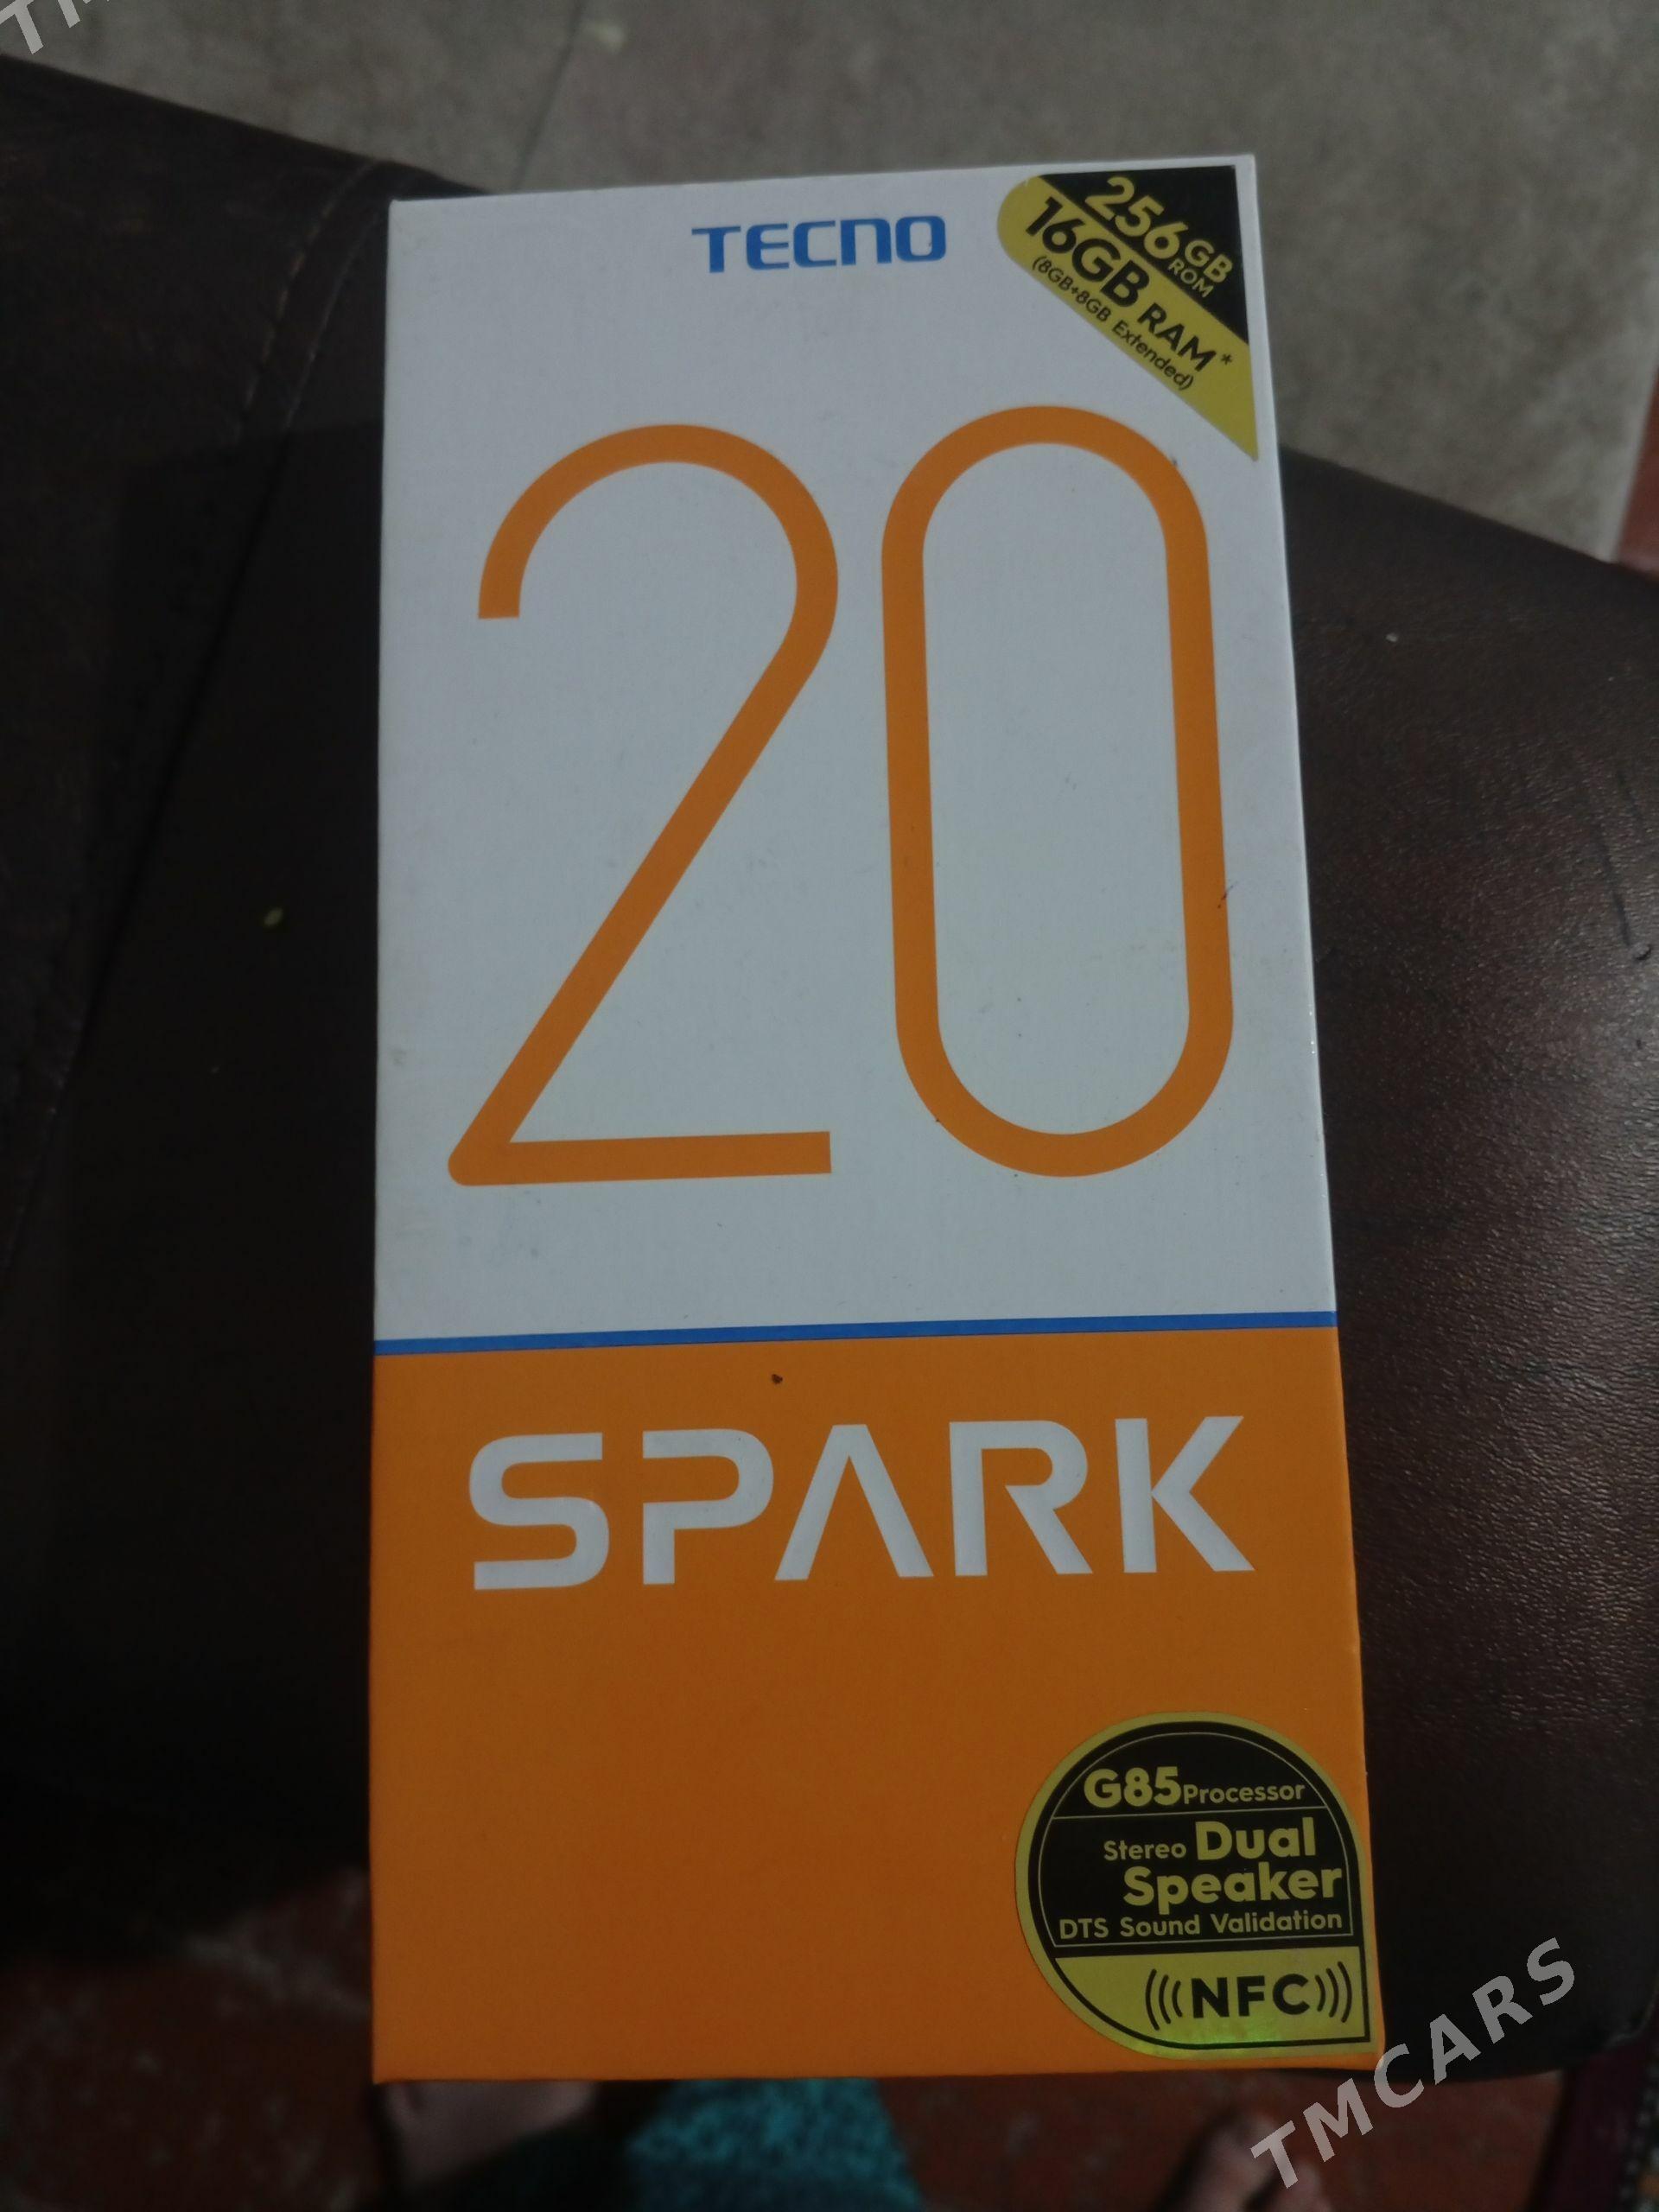 TM
TECNO
256GB ROM
16GB RAM*
(8GB+8GB Extended)
20
SPARK
G85 Processor
Stereo Dual
Speaker
DTS Sound Validation
(((NFC)))
TMCARS